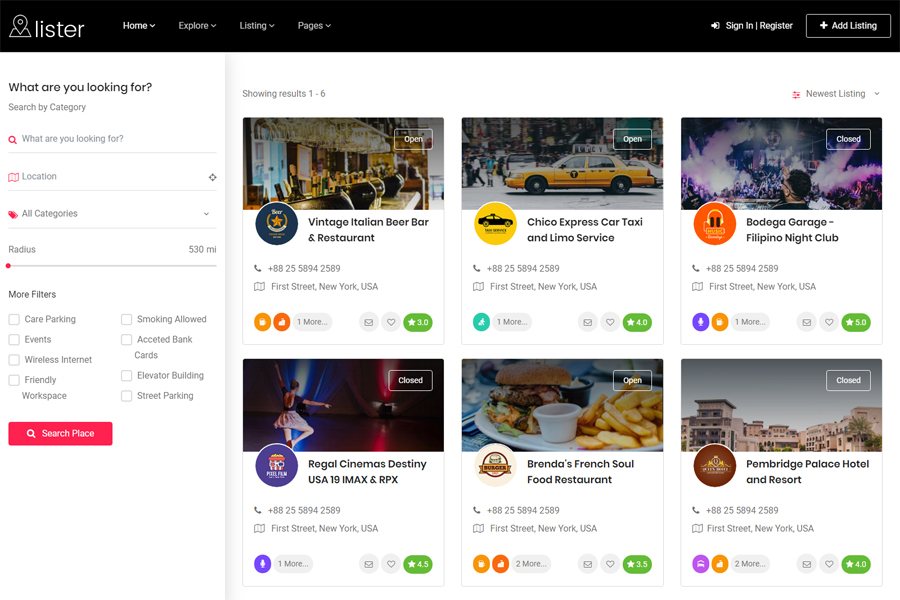 lister
Home
Explore
Listing
Pages
Sign In | Register
Add Listing
What are you looking for?
Search by Category
What are you looking for?
Location
All Categories
Radius
530 mi
More Filters
Care Parking
Smoking Allowed
Events
Acceted Bank
Cards
Wireless Internet
Elevator Building
Friendly
Workspace
Street Parking
Search Place
Showing results 1 - 6
Newest Listing
Open
Beer
Vintage Italian Beer Bar
& Restaurant
+88 25 5894 2589
First Street, New York, USA
1 More...
3.0
Open
TAXI
T
TAXI SERVICE
Chico Express Car Taxi
and Limo Service
+88 25 5894 2589
First Street, New York, USA
1 More...
4.0
Closed
MUSIC
Bodega Garage -
Filipino Night Club
+88 25 5894 2589
First Street, New York, USA
1 More...
5.0
Closed
PIXEL FILM
Regal Cinemas Destiny
USA 19 IMAX & RPX
+88 25 5894 2589
First Street, New York, USA
1 More...
4.5
Open
BURGER
Brenda's French Soul
Food Restaurant
+88 25 5894 2589
First Street, New York, USA
2 More...
3.5
Closed
Pembridge Palace Hotel
and Resort
+88 25 5894 2589
First Street, New York, USA
2 More...
4.0